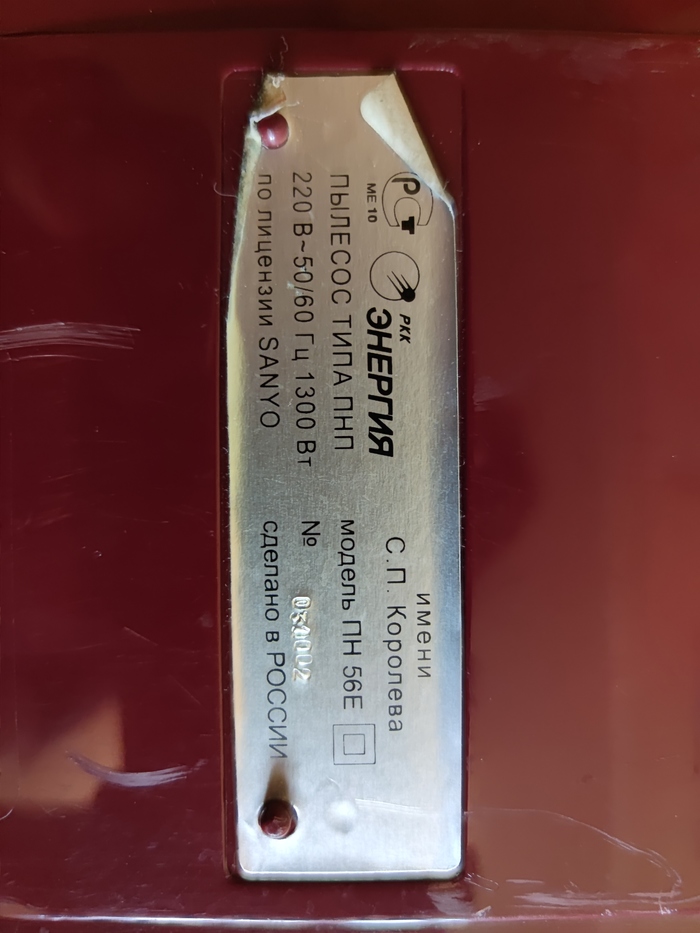 РСТ
МЕ 10
РКК
ЭНЕРГИЯ
имени
С.П. Королева
ПЫЛЕСОС ТИПА ПНП
модель ПН 56Е
220 В~50/60 Гц 1300 Вт
№
по лицензии SANYO
сделано в РОССИИ